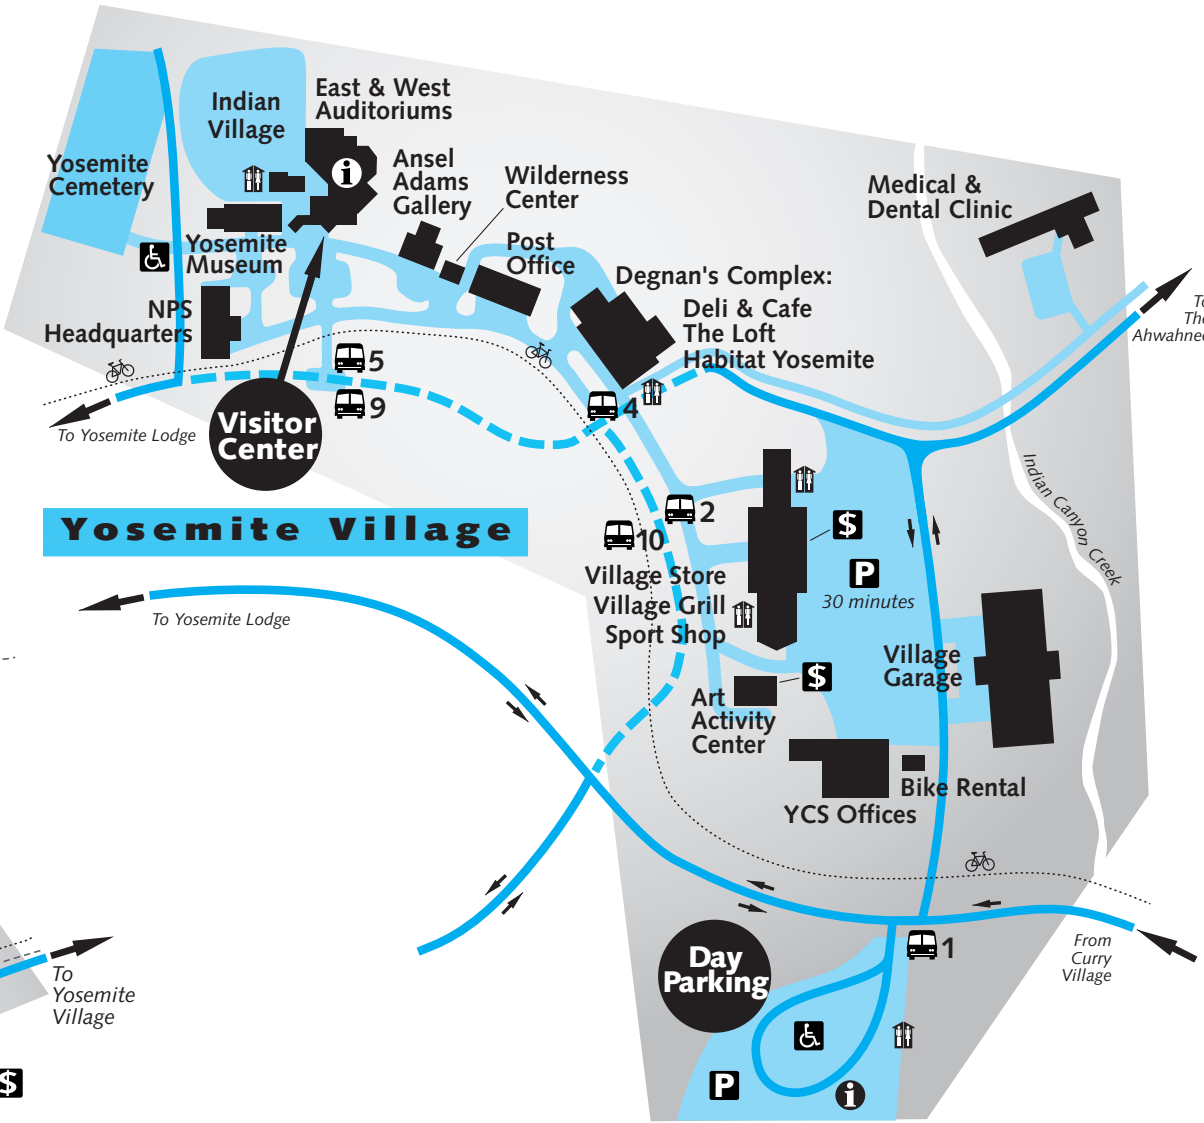 East & West
Auditoriums
Indian
Village
Yosemite
Cemetery
Ansel
Adams
Gallery
Wilderness
Center
Medical &
Dental Clinic
Yosemite
Museum
Post
Office
Degnan's Complex:
Deli & Cafe
The Loft
Habitat Yosemite
NPS
Headquarters
To
The
Ahwahnee
5
9
4
To Yosemite Lodge
Visitor
Center
Yosemite Village
2
10
$
P
30 minutes
Indian Canyon Creek
Village Store
Village Grill
Sport Shop
To Yosemite Lodge
Village
Garage
$
Art
Activity
Center
Bike Rental
YCS Offices
1
From
Curry
Village
Day
Parking
To
Yosemite
Village
P
i
i
$